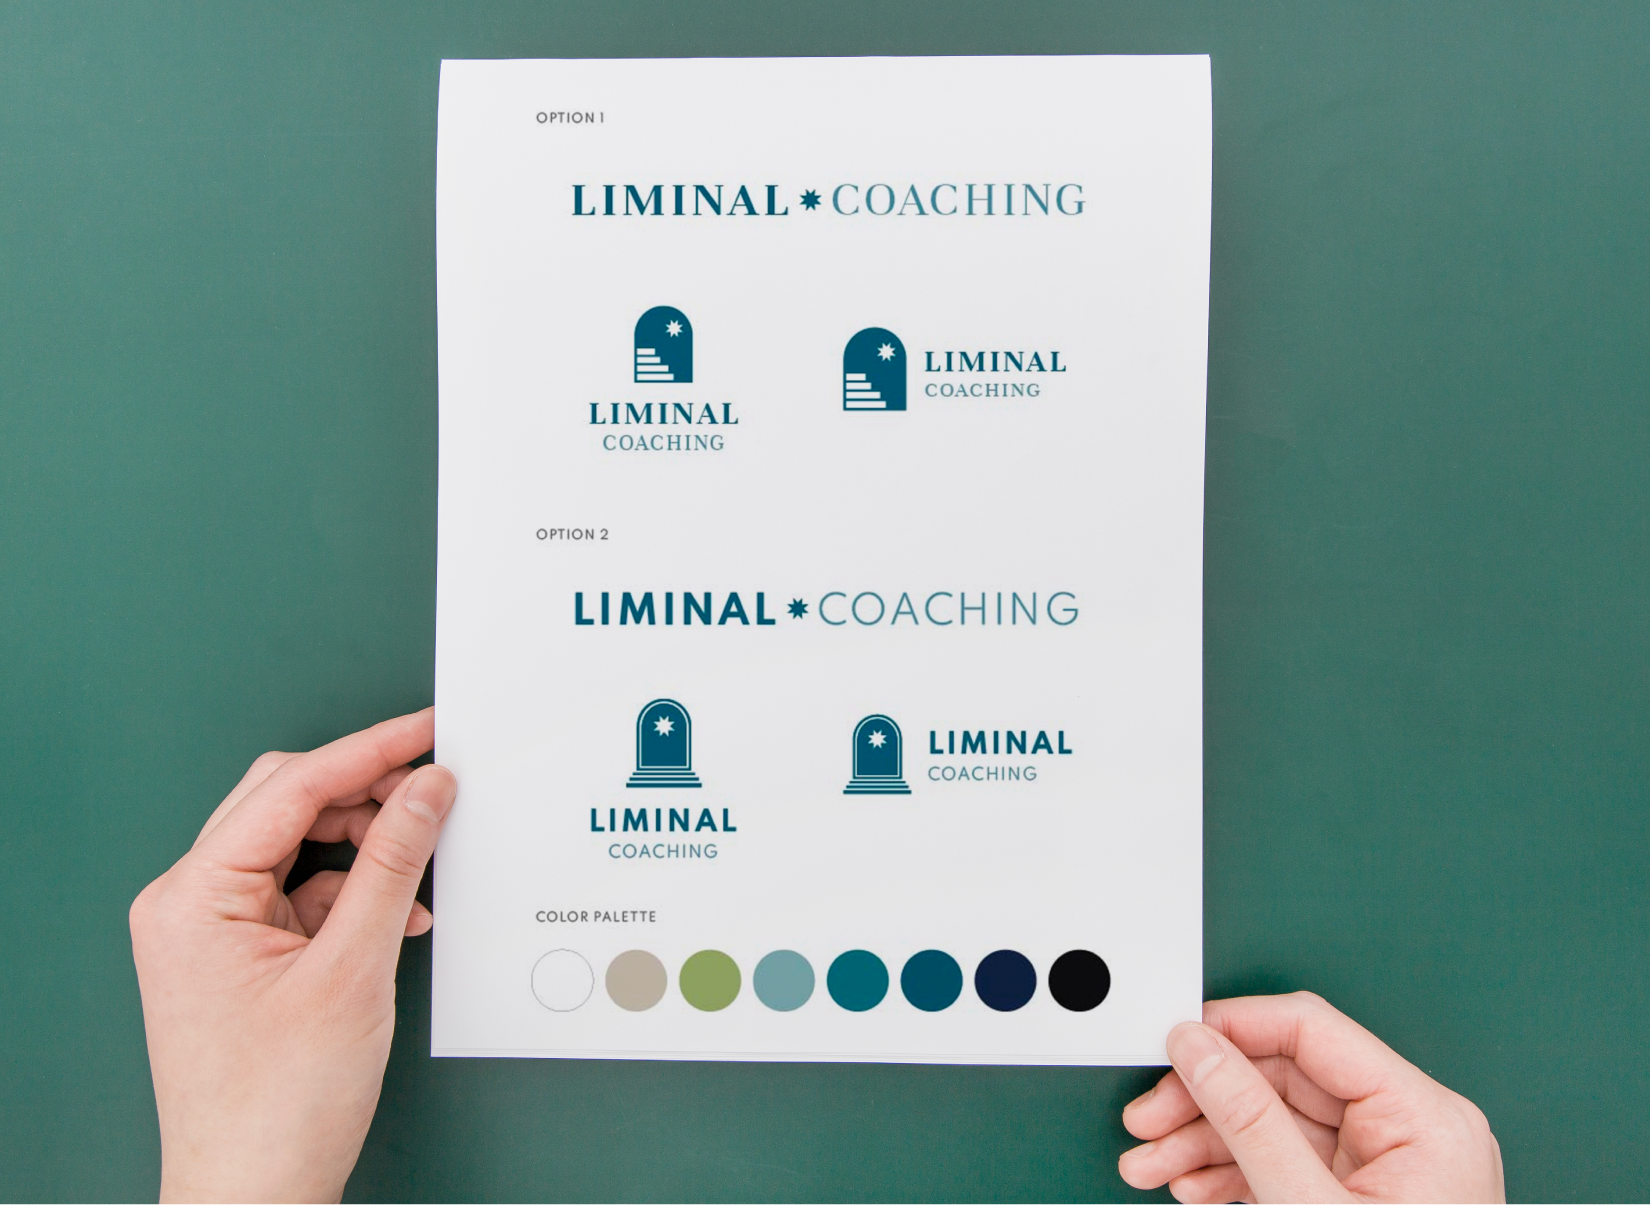 OPTION 1
LIMINAL * COACHING
LIMINAL
COACHING
LIMINAL
COACHING
OPTION 2
LIMINAL * COACHING
LIMINAL
COACHING
LIMINAL
COACHING
COLOR PALETTE